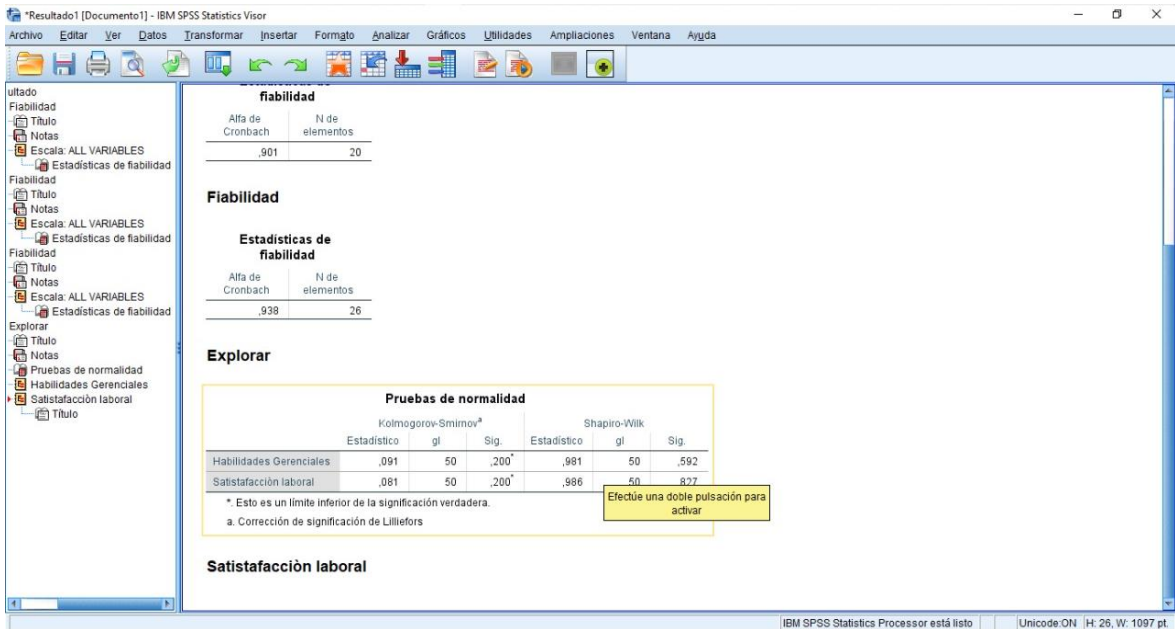 *Resultado1 [Documento1] - IBM SPSS Statistics Visor
Archivo Editar Ver Datos Transformar Insertar Formato Analizar Gráficos Utilidades Ampliaciones Ventana Ayuda
ultado
Fiabilidad
Título
Notas
Escala: ALL VARIABLES
Estadísticas de fiabilidad
Fiabilidad
Título
Notas
Escala: ALL VARIABLES
Estadísticas de fiabilidad
Fiabilidad
Título
Notas
Escala: ALL VARIABLES
Estadísticas de fiabilidad
Explorar
Título
Notas
Pruebas de normalidad
Habilidades Gerenciales
Satistafacciòn laboral
Título
fiabilidad
Alfa de Cronbach N de elementos
,901 20
Fiabilidad
Estadísticas de
fiabilidad
Alfa de Cronbach N de elementos
,938 26
Explorar
Pruebas de normalidad
Kolmogorov-Smirnovª Shapiro-Wilk
Estadístico gl Sig. Estadístico gl Sig.
Habilidades Gerenciales ,091 50 ,200* ,981 50 ,592
Satistafacciòn laboral ,081 50 ,200* ,986 50 ,827
*. Esto es un límite inferior de la significación verdadera.
a. Corrección de significación de Lilliefors
Efectúe una doble pulsación para
activar
Satistafacciòn laboral
IBM SPSS Statistics Processor está listo Unicode:ON H: 26, W: 1097 pt.